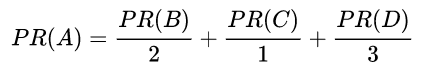 PR(A) = PR(B)/2 + PR(C)/1 + PR(D)/3